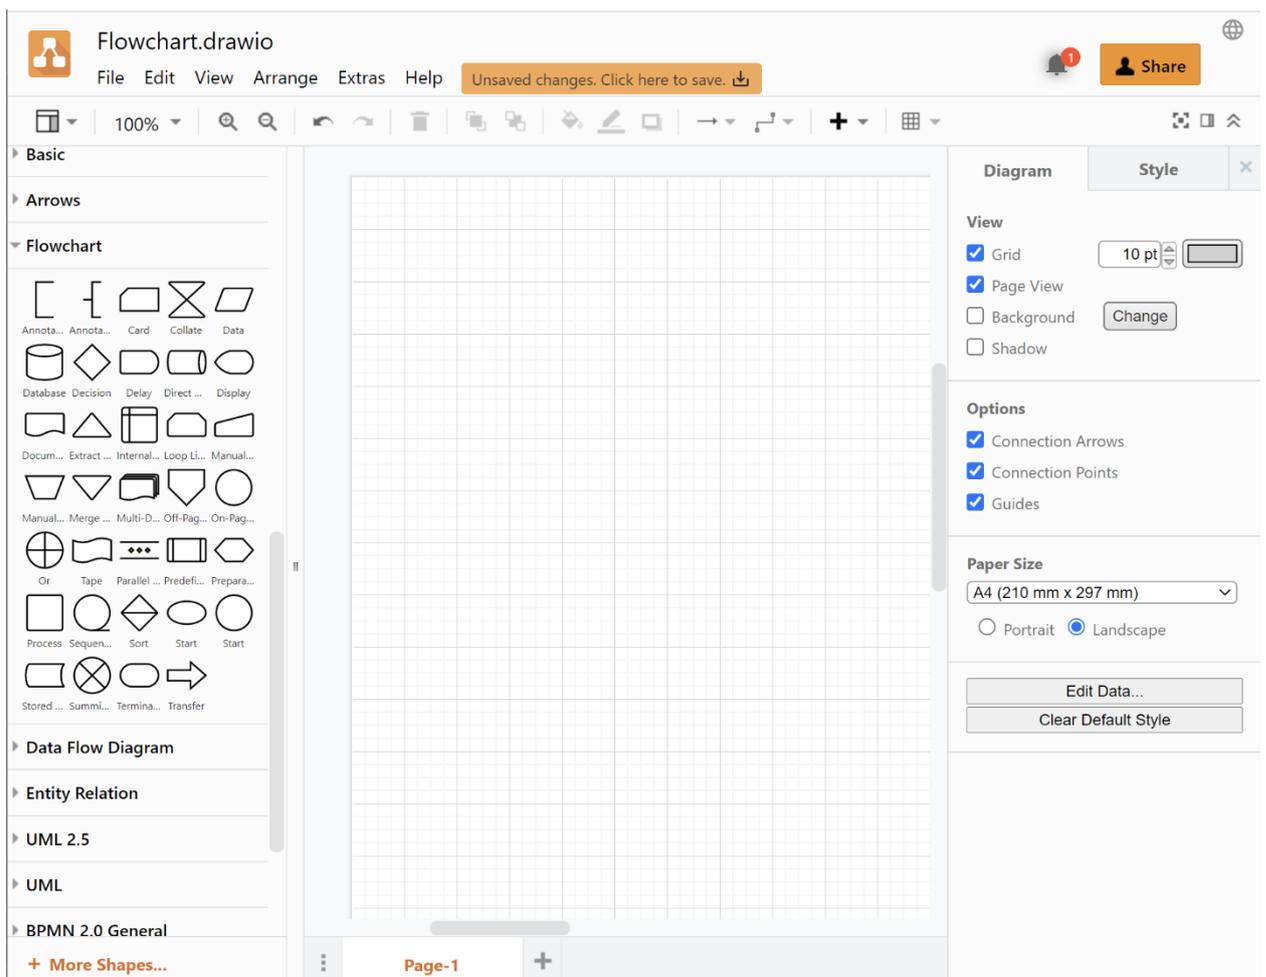 Flowchart.drawio
File Edit View Arrange Extras Help Unsaved changes. Click here to save.
1
Share
100%
Basic
Arrows
Flowchart
Annota... Annota... Card Collate Data
Database Decision Delay Direct ... Display
Docum... Extract ... Internal... Loop Li... Manual...
Manual... Merge ... Multi-D... Off-Pag... On-Pag...
Or Tape Parallel ... Predefi... Prepara...
Process Sequen... Sort Start Start
Stored ... Summi... Termina... Transfer
Data Flow Diagram
Entity Relation
UML 2.5
UML
BPMN 2.0 General
+ More Shapes...
Page-1
Diagram Style
View
Grid 10 pt
Page View
Background Change
Shadow
Options
Connection Arrows
Connection Points
Guides
Paper Size
A4 (210 mm x 297 mm)
Portrait Landscape
Edit Data...
Clear Default Style